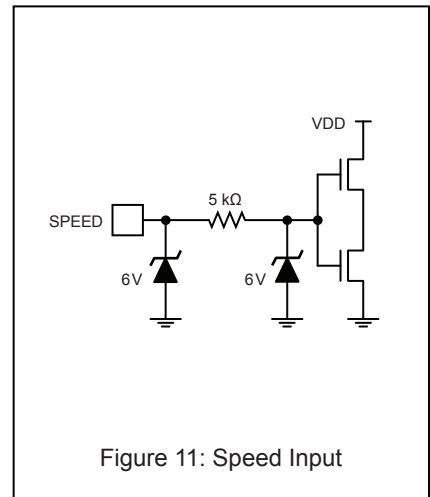 VDD
5 kΩ
SPEED
6V
6V
Figure 11: Speed Input